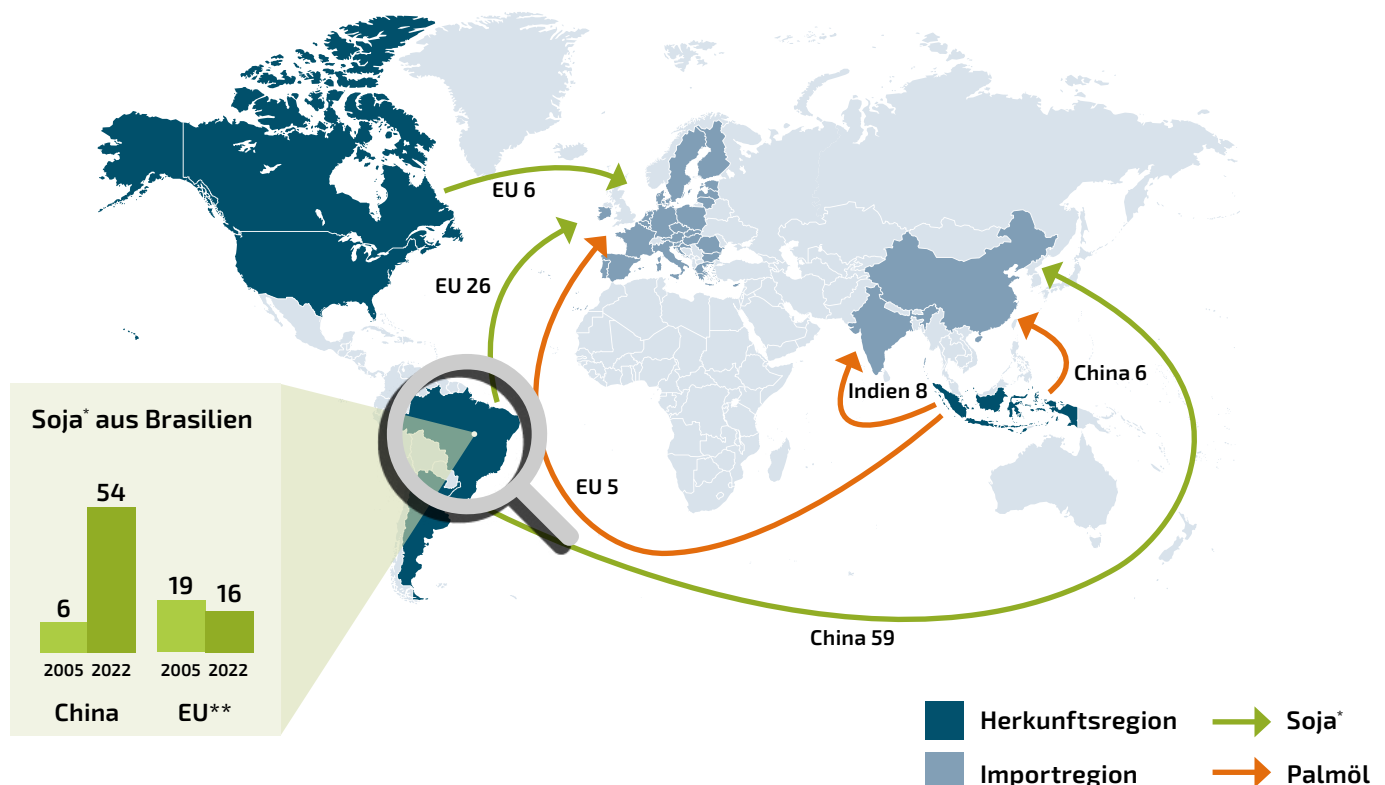 EU 6
EU 26
EU 5
Indien 8
China 6
China 59
Soja* aus Brasilien
6
54
19
16
2005 2022
2005 2022
China
EU**
Herkunftsregion
Soja*
Importregion
Palmöl